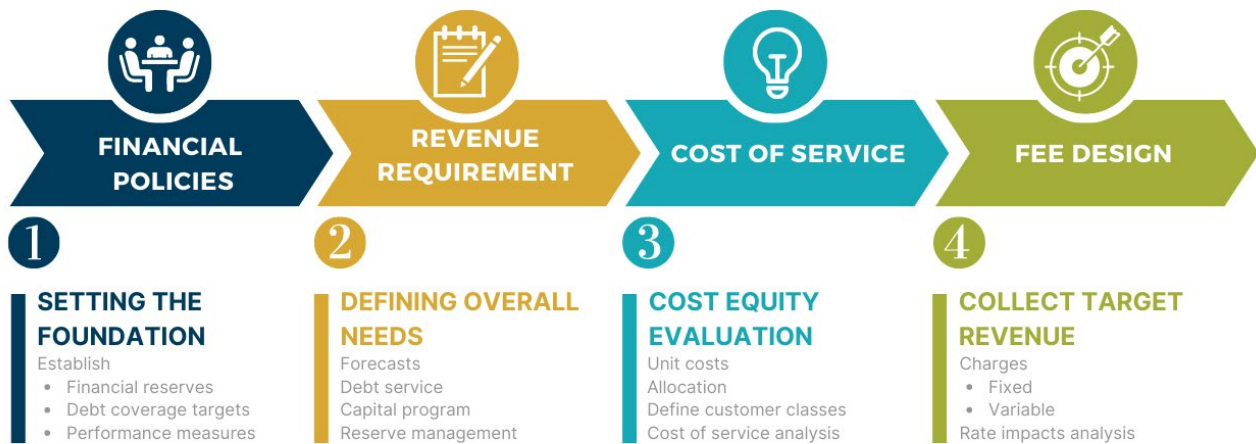 FINANCIAL
POLICIES
REVENUE
REQUIREMENT
COST OF SERVICE
FEE DESIGN
1
SETTING THE
FOUNDATION
Establish
• Financial reserves
• Debt coverage targets
• Performance measures
2
DEFINING OVERALL
NEEDS
Forecasts
Debt service
Capital program
Reserve management
3
COST EQUITY
EVALUATION
Unit costs
Allocation
Define customer classes
Cost of service analysis
4
COLLECT TARGET
REVENUE
Charges
• Fixed
• Variable
Rate impacts analysis